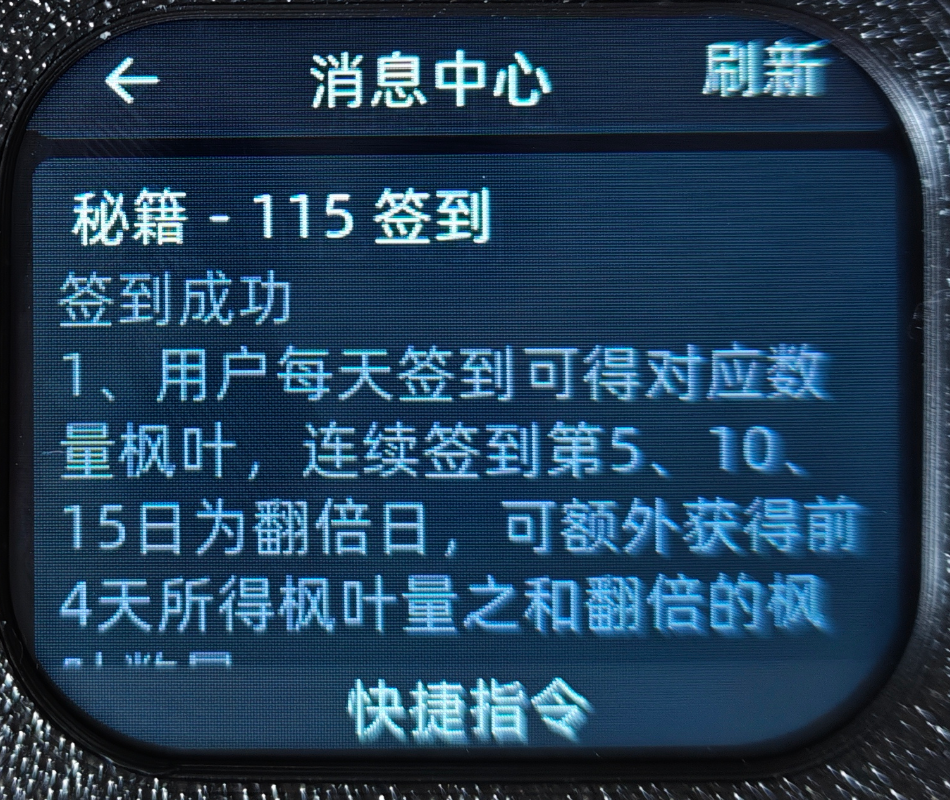 ← 消息中心 刷新
秘籍 - 115 签到
签到成功
1、用户每天签到可得对应数
量枫叶，连续签到第5、10、
15日为翻倍日，可额外获得前
4天所得枫叶量之和翻倍的枫
快捷指令